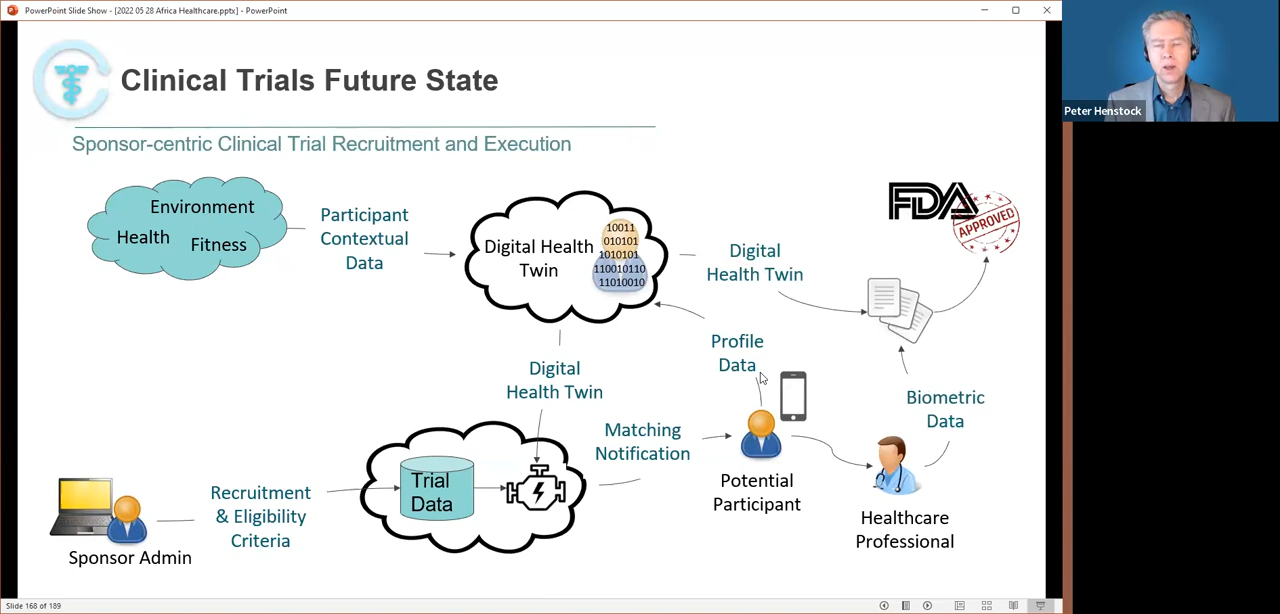 PowerPoint Slide Show - [2022 05 28 Africa Healthcare.pptx] - PowerPoint
Peter Henstock
Clinical Trials Future State
Sponsor-centric Clinical Trial Recruitment and Execution
Environment
Health
Fitness
Participant
Contextual
Data
Digital Health
Twin
10011
010101
1010101
110010110
11010010
Digital
Health Twin
FDA
APPROVED
Profile
Data
Digital
Health Twin
Biometric
Data
Matching
Notification
Trial
Data
Recruitment
& Eligibility
Criteria
Sponsor Admin
Potential
Participant
Healthcare
Professional
Slide 168 of 189